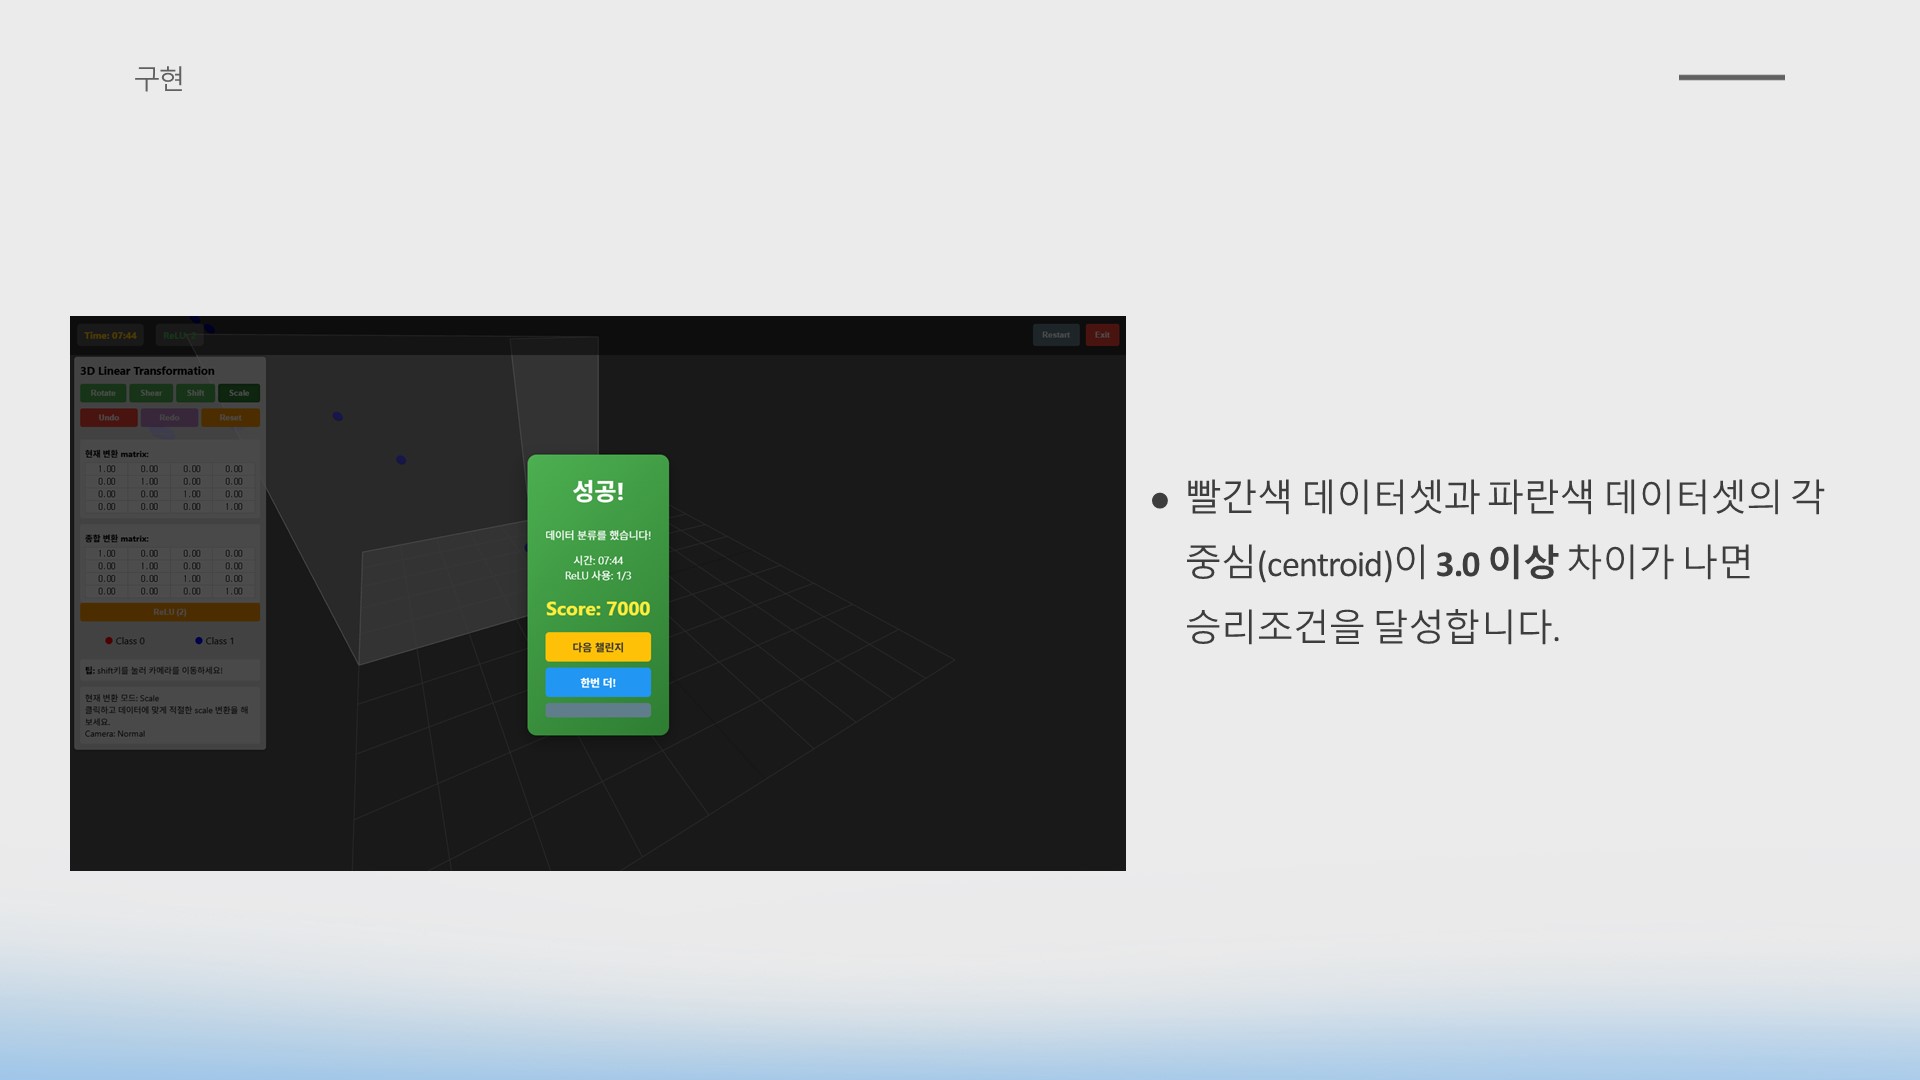 구현
Time: 07:44
Restart
Exit
3D Linear Transformation
Rotate Shear Shift Scale
Undo Redo Reset
현재 변환 matrix:
1.00 0.00 0.00 0.00
0.00 1.00 0.00 0.00
0.00 0.00 1.00 0.00
0.00 0.00 0.00 1.00
종합 변환 matrix:
1.00 0.00 0.00 0.00
0.00 1.00 0.00 0.00
0.00 0.00 1.00 0.00
0.00 0.00 0.00 1.00
ReLU (2)
Class 0 Class 1
팁: shift키를 눌러 카메라를 이동하세요!
현재 변환 모드: Scale
클릭하고 데이터에 맞게 적절한 scale 변환을 해
보세요.
Camera: Normal
성공!
데이터 분류를 했습니다!
시간: 07:44
ReLU 사용: 1/3
Score: 7000
다음 챌린지
한번 더!
● 빨간색 데이터셋과 파란색 데이터셋의 각
중심(centroid)이 3.0 이상 차이가 나면
승리조건을 달성합니다.